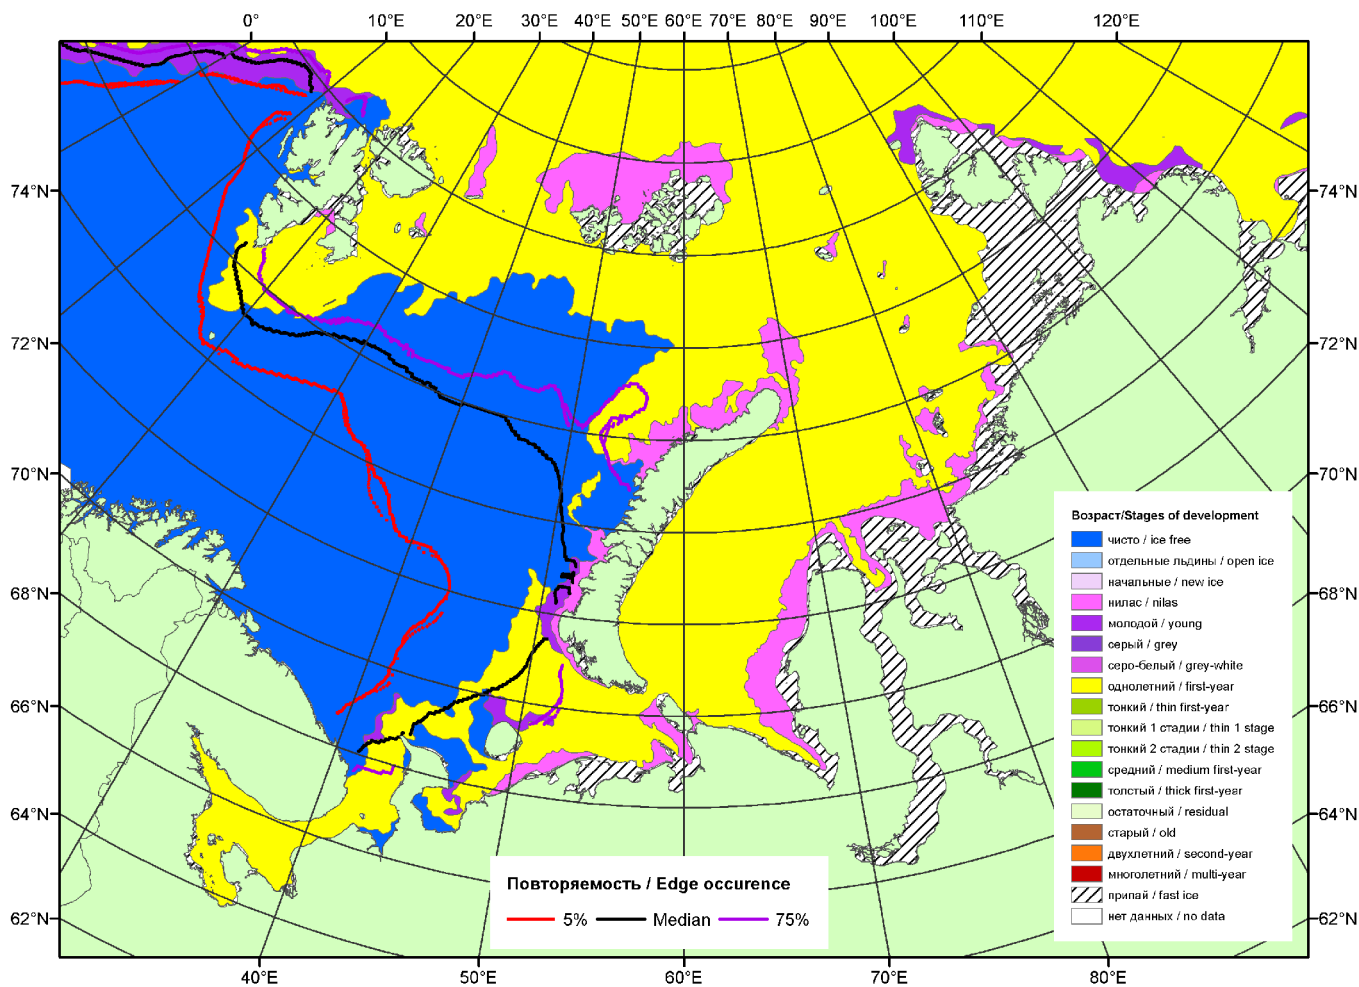 0° 10°E 20°E 30°E 40°E 50°E 60°E 70°E 80°E 90°E 100°E 110°E 120°E
74°N 74°N
72°N 72°N
70°N 70°N
68°N 68°N
66°N 66°N
64°N 64°N
62°N 62°N
Возраст/Stages of development
чисто / ice free
отдельные льдины / open ice
начальные / new ice
нилас / nilas
молодой / young
серый / grey
серо-белый / grey-white
однолетний / first-year
тонкий / thin first-year
тонкий 1 стадии / thin 1 stage
тонкий 2 стадии / thin 2 stage
средний / medium first-year
толстый / thick first-year
остаточный / residual
старый / old
двухлетний / second-year
многолетний / multi-year
припай / fast ice
нет данных / no data
Повторяемость / Edge occurence
5% Median 75%
40°E 50°E 60°E 70°E 80°E